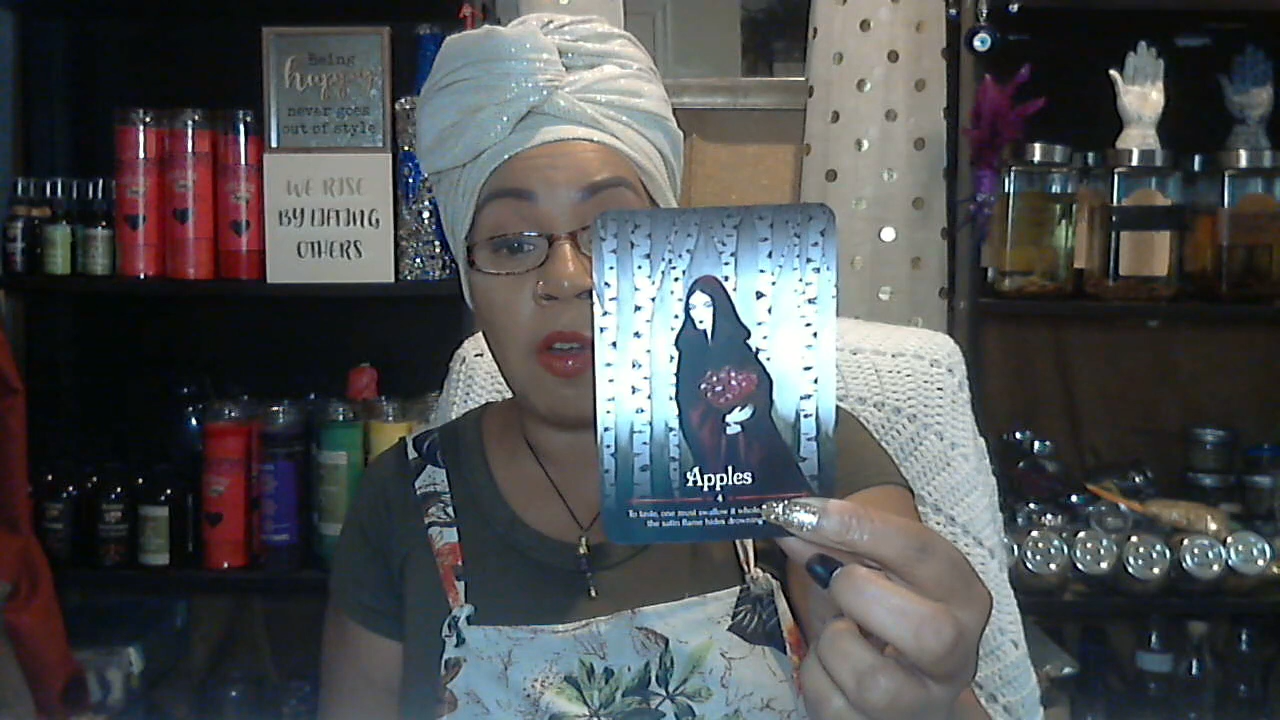 Being
happy
never goes
out of style
WE RISE
BY LIFTING
OTHERS
Apples
4
To taste, one must swallow it whole
the satin flame hides drowning